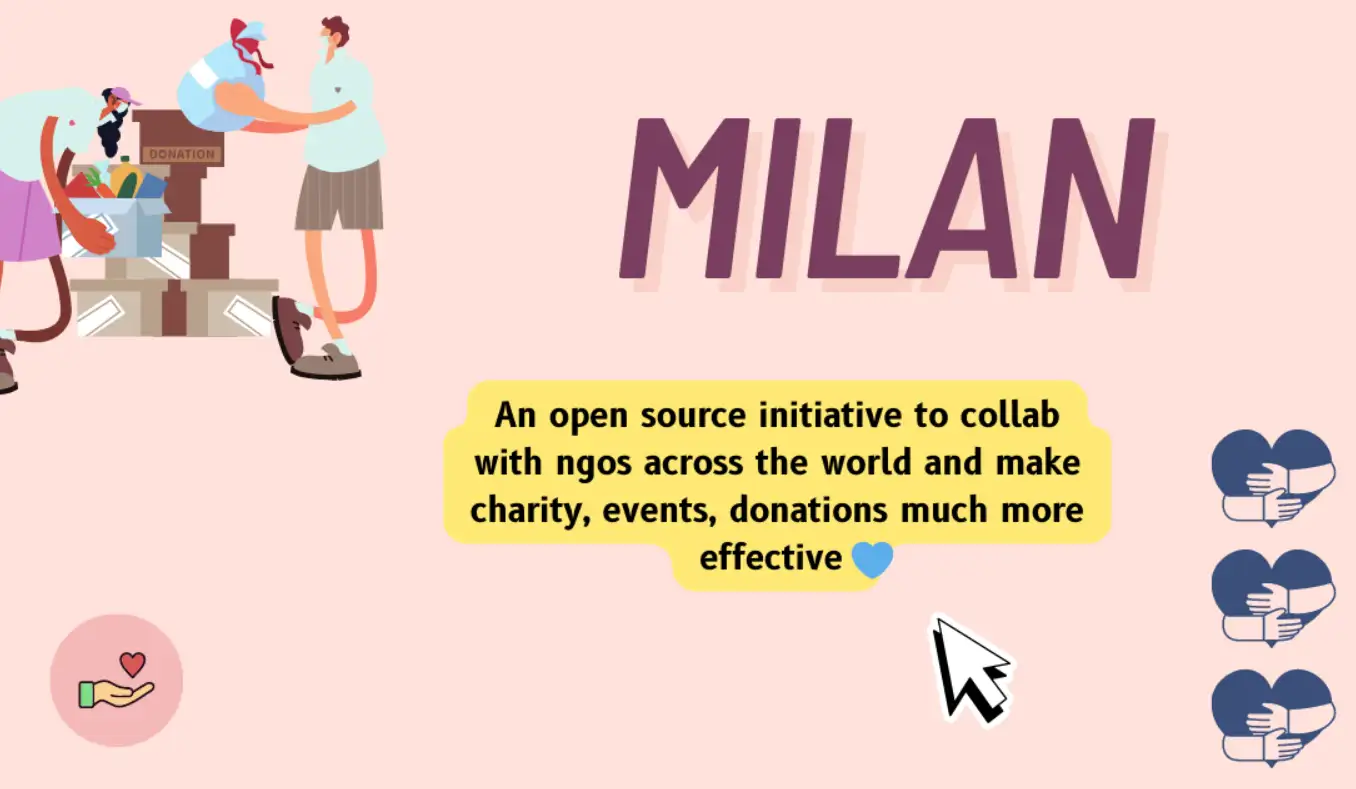 DONATION
MILAN
An open source initiative to collab
with ngos across the world and make
charity, events, donations much more
effective